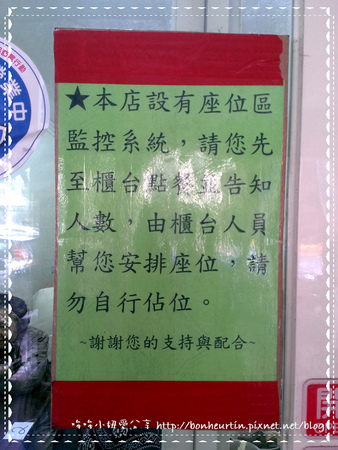 ★本店設有座位區
監控系統，請您先
至櫃台點餐並告知
人數，由櫃台人員
幫您安排座位，請
勿自行佔位。
~謝謝您的支持與配合~
業中
http://bonheurtin.pixnet.net/blog